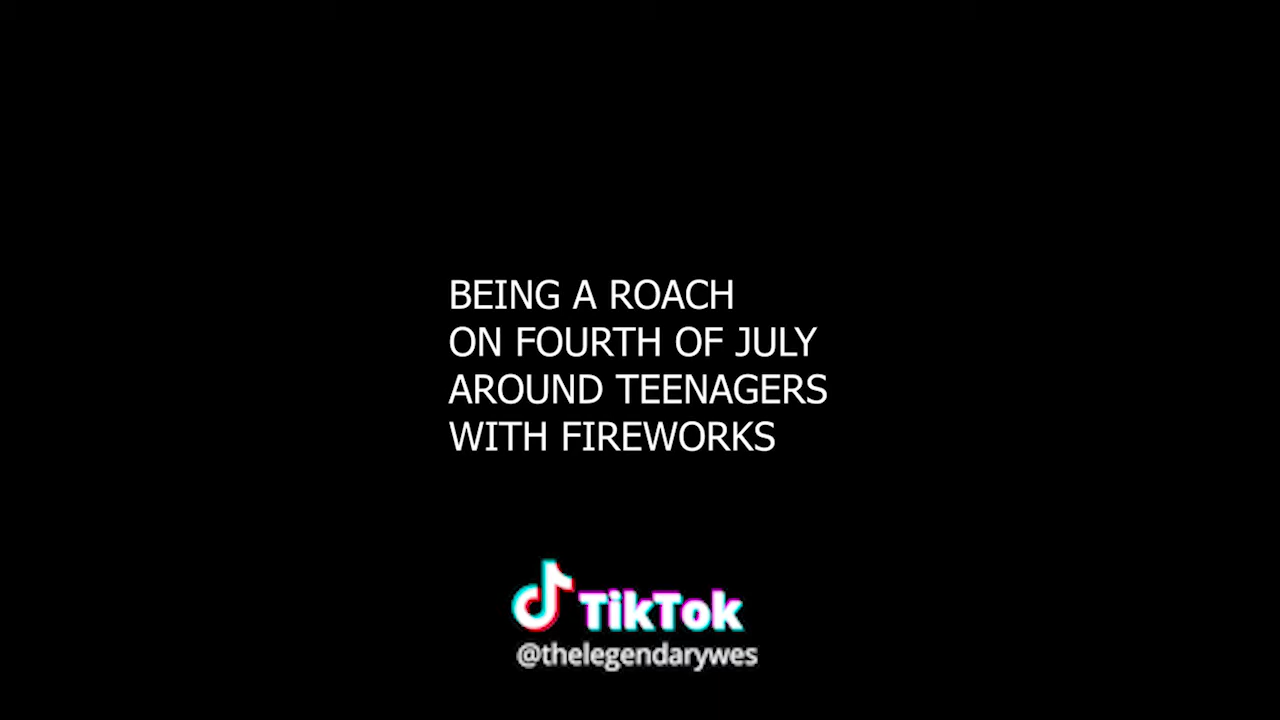 BEING A ROACH
ON FOURTH OF JULY
AROUND TEENAGERS
WITH FIREWORKS
TikTok
@thelegendarywes